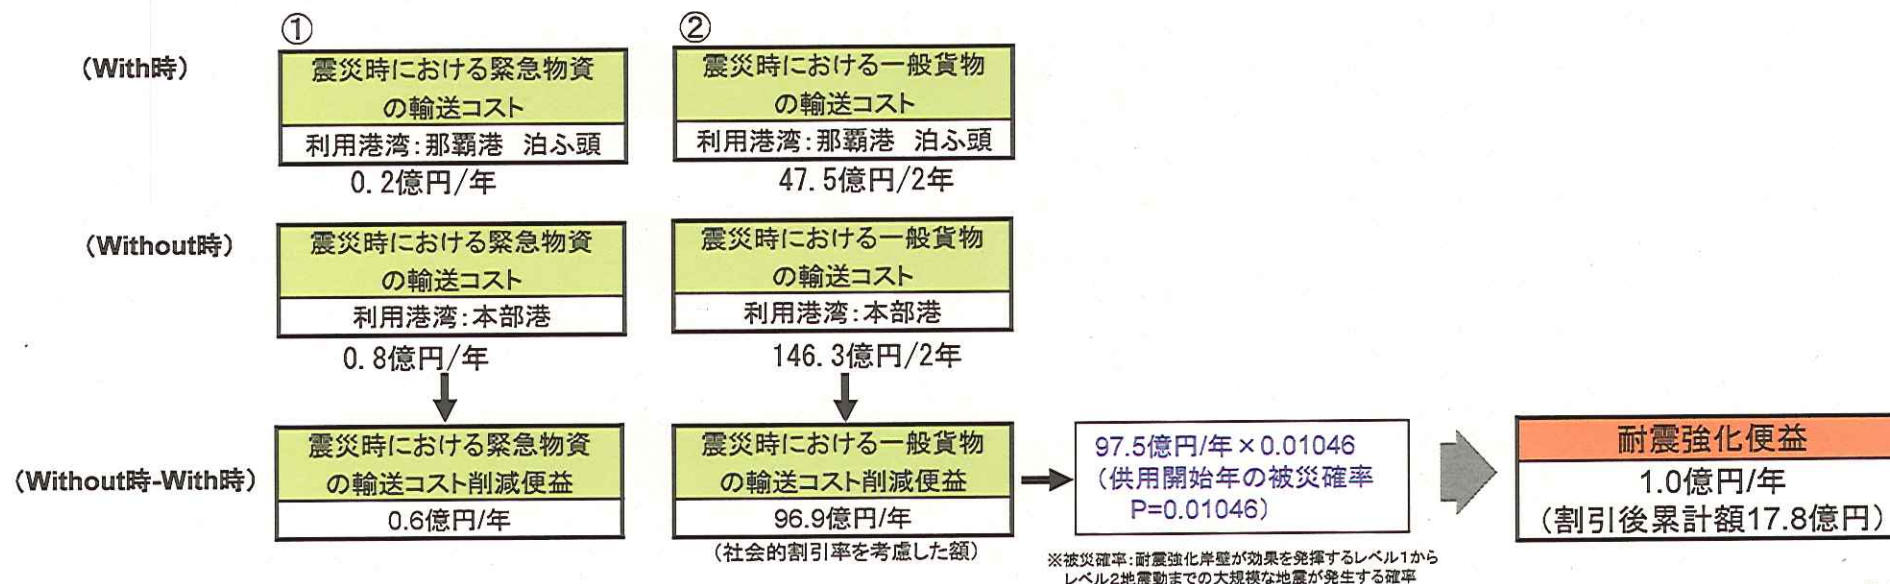 ①
②
(With時)
震災時における緊急物資
の輸送コスト
利用港湾:那覇港 泊ふ頭
0.2億円/年
震災時における一般貨物
の輸送コスト
利用港湾:那覇港 泊ふ頭
47.5億円/2年
(Without時)
震災時における緊急物資
の輸送コスト
利用港湾:本部港
0.8億円/年
震災時における一般貨物
の輸送コスト
利用港湾:本部港
146.3億円/2年
(Without時-With時)
震災時における緊急物資
の輸送コスト削減便益
0.6億円/年
震災時における一般貨物
の輸送コスト削減便益
96.9億円/年
(社会的割引率を考慮した額)
97.5億円/年×0.01046
(供用開始年の被災確率
P=0.01046)
※被災確率:耐震強化岸壁が効果を発揮するレベル1から
レベル2地震動までの大規模な地震が発生する確率
耐震強化便益
1.0億円/年
(割引後累計額17.8億円)